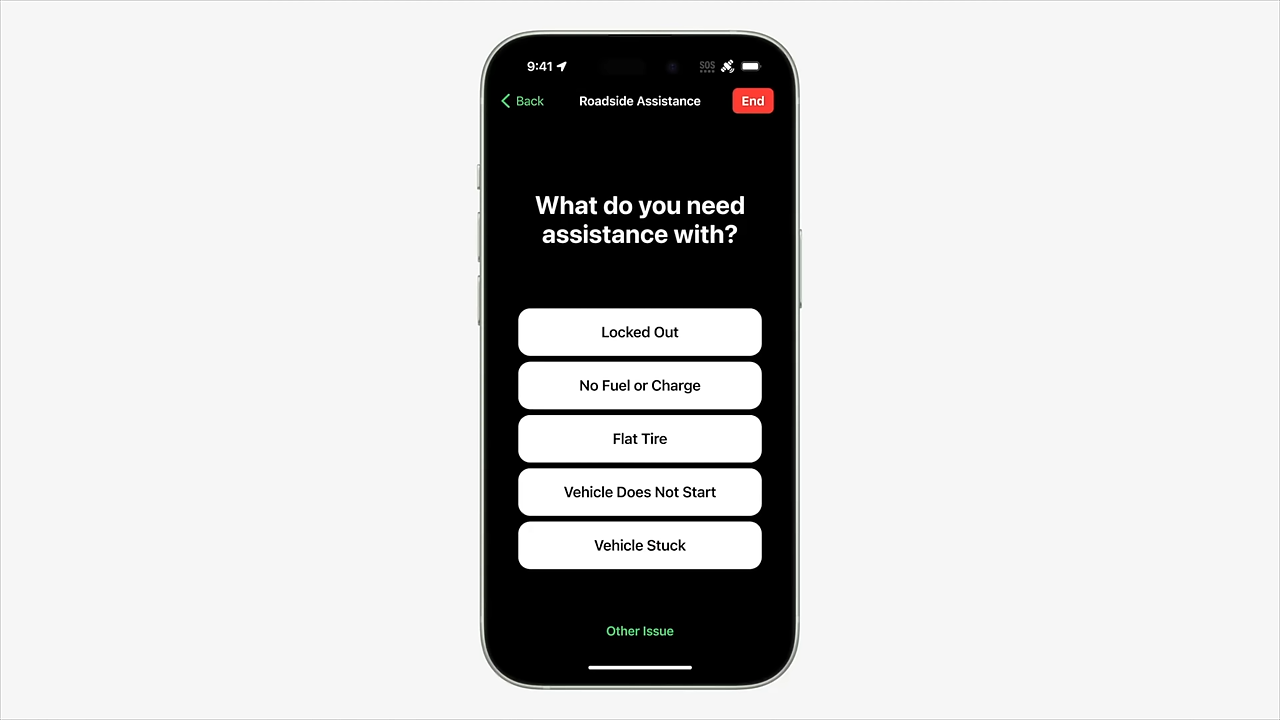 9:41
SOS
Back
Roadside Assistance
End
What do you need
assistance with?
Locked Out
No Fuel or Charge
Flat Tire
Vehicle Does Not Start
Vehicle Stuck
Other Issue